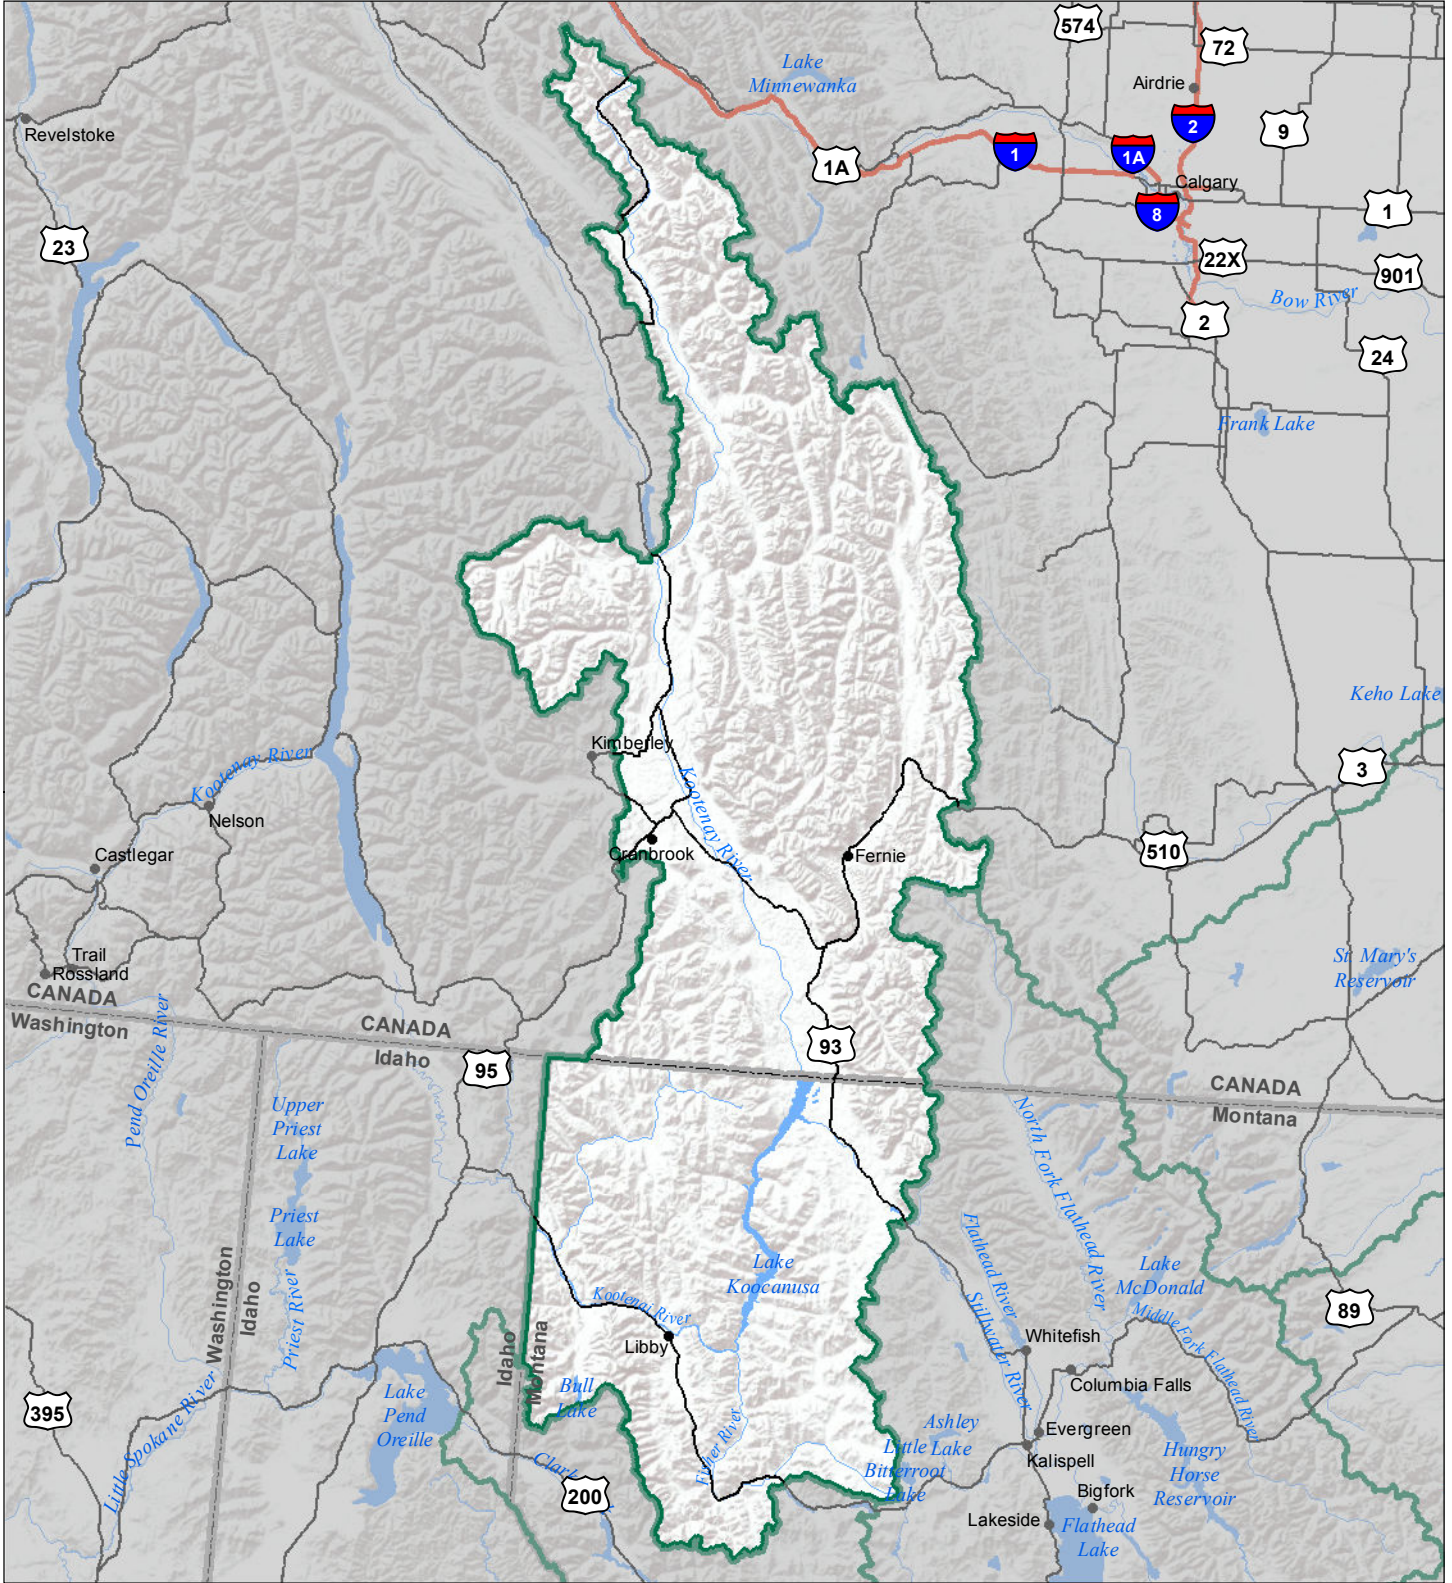 574
72
Lake
Minnewanka
Airdrie
Revelstoke
2
9
1
1A
1A
Calgary
8
1
23
22X
901
Bow River
2
24
Frank Lake
Keho Lake
Kimberley
Kootenay River
3
Kootenay River
Nelson
Cranbrook
Castlegar
Fernie
510
Trail
Rossland
St. Mary's
Reservoir
CANADA
Washington
CANADA
Idaho
Pend Oreille River
93
95
CANADA
Montana
Upper
Priest
Lake
North Fork Flathead River
Priest
Lake
Flathead River
Lake
Koocanusa
Lake
McDonald
Washington
Idaho
Priest River
Kootenai River
Stillwater River
Middle Fork Flathead River
89
Libby
Whitefish
Idaho
Montana
Columbia Falls
Bull
Lake
Lake
Pend
Oreille
395
Little Spokane River
Fisher River
Ashley
Lake
Little
Bitterroot
Lake
Evergreen
Kalispell
Hungry
Horse
Reservoir
Clark
200
Bigfork
Lakeside
Flathead
Lake